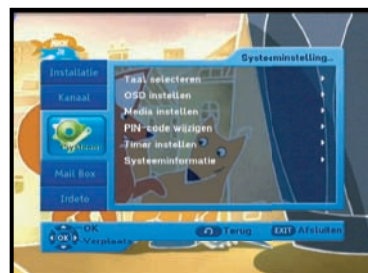 Systeeminstelling...
Installatie
Kanaal
Systeem
Mail Box
Irdeto
Taal selecteren
OSD instellen
Media instellen
PIN-code wijzigen
Timer instellen
Systeeminformatie
OK
OK
Verplaats
Terug
EXIT Afsluiten